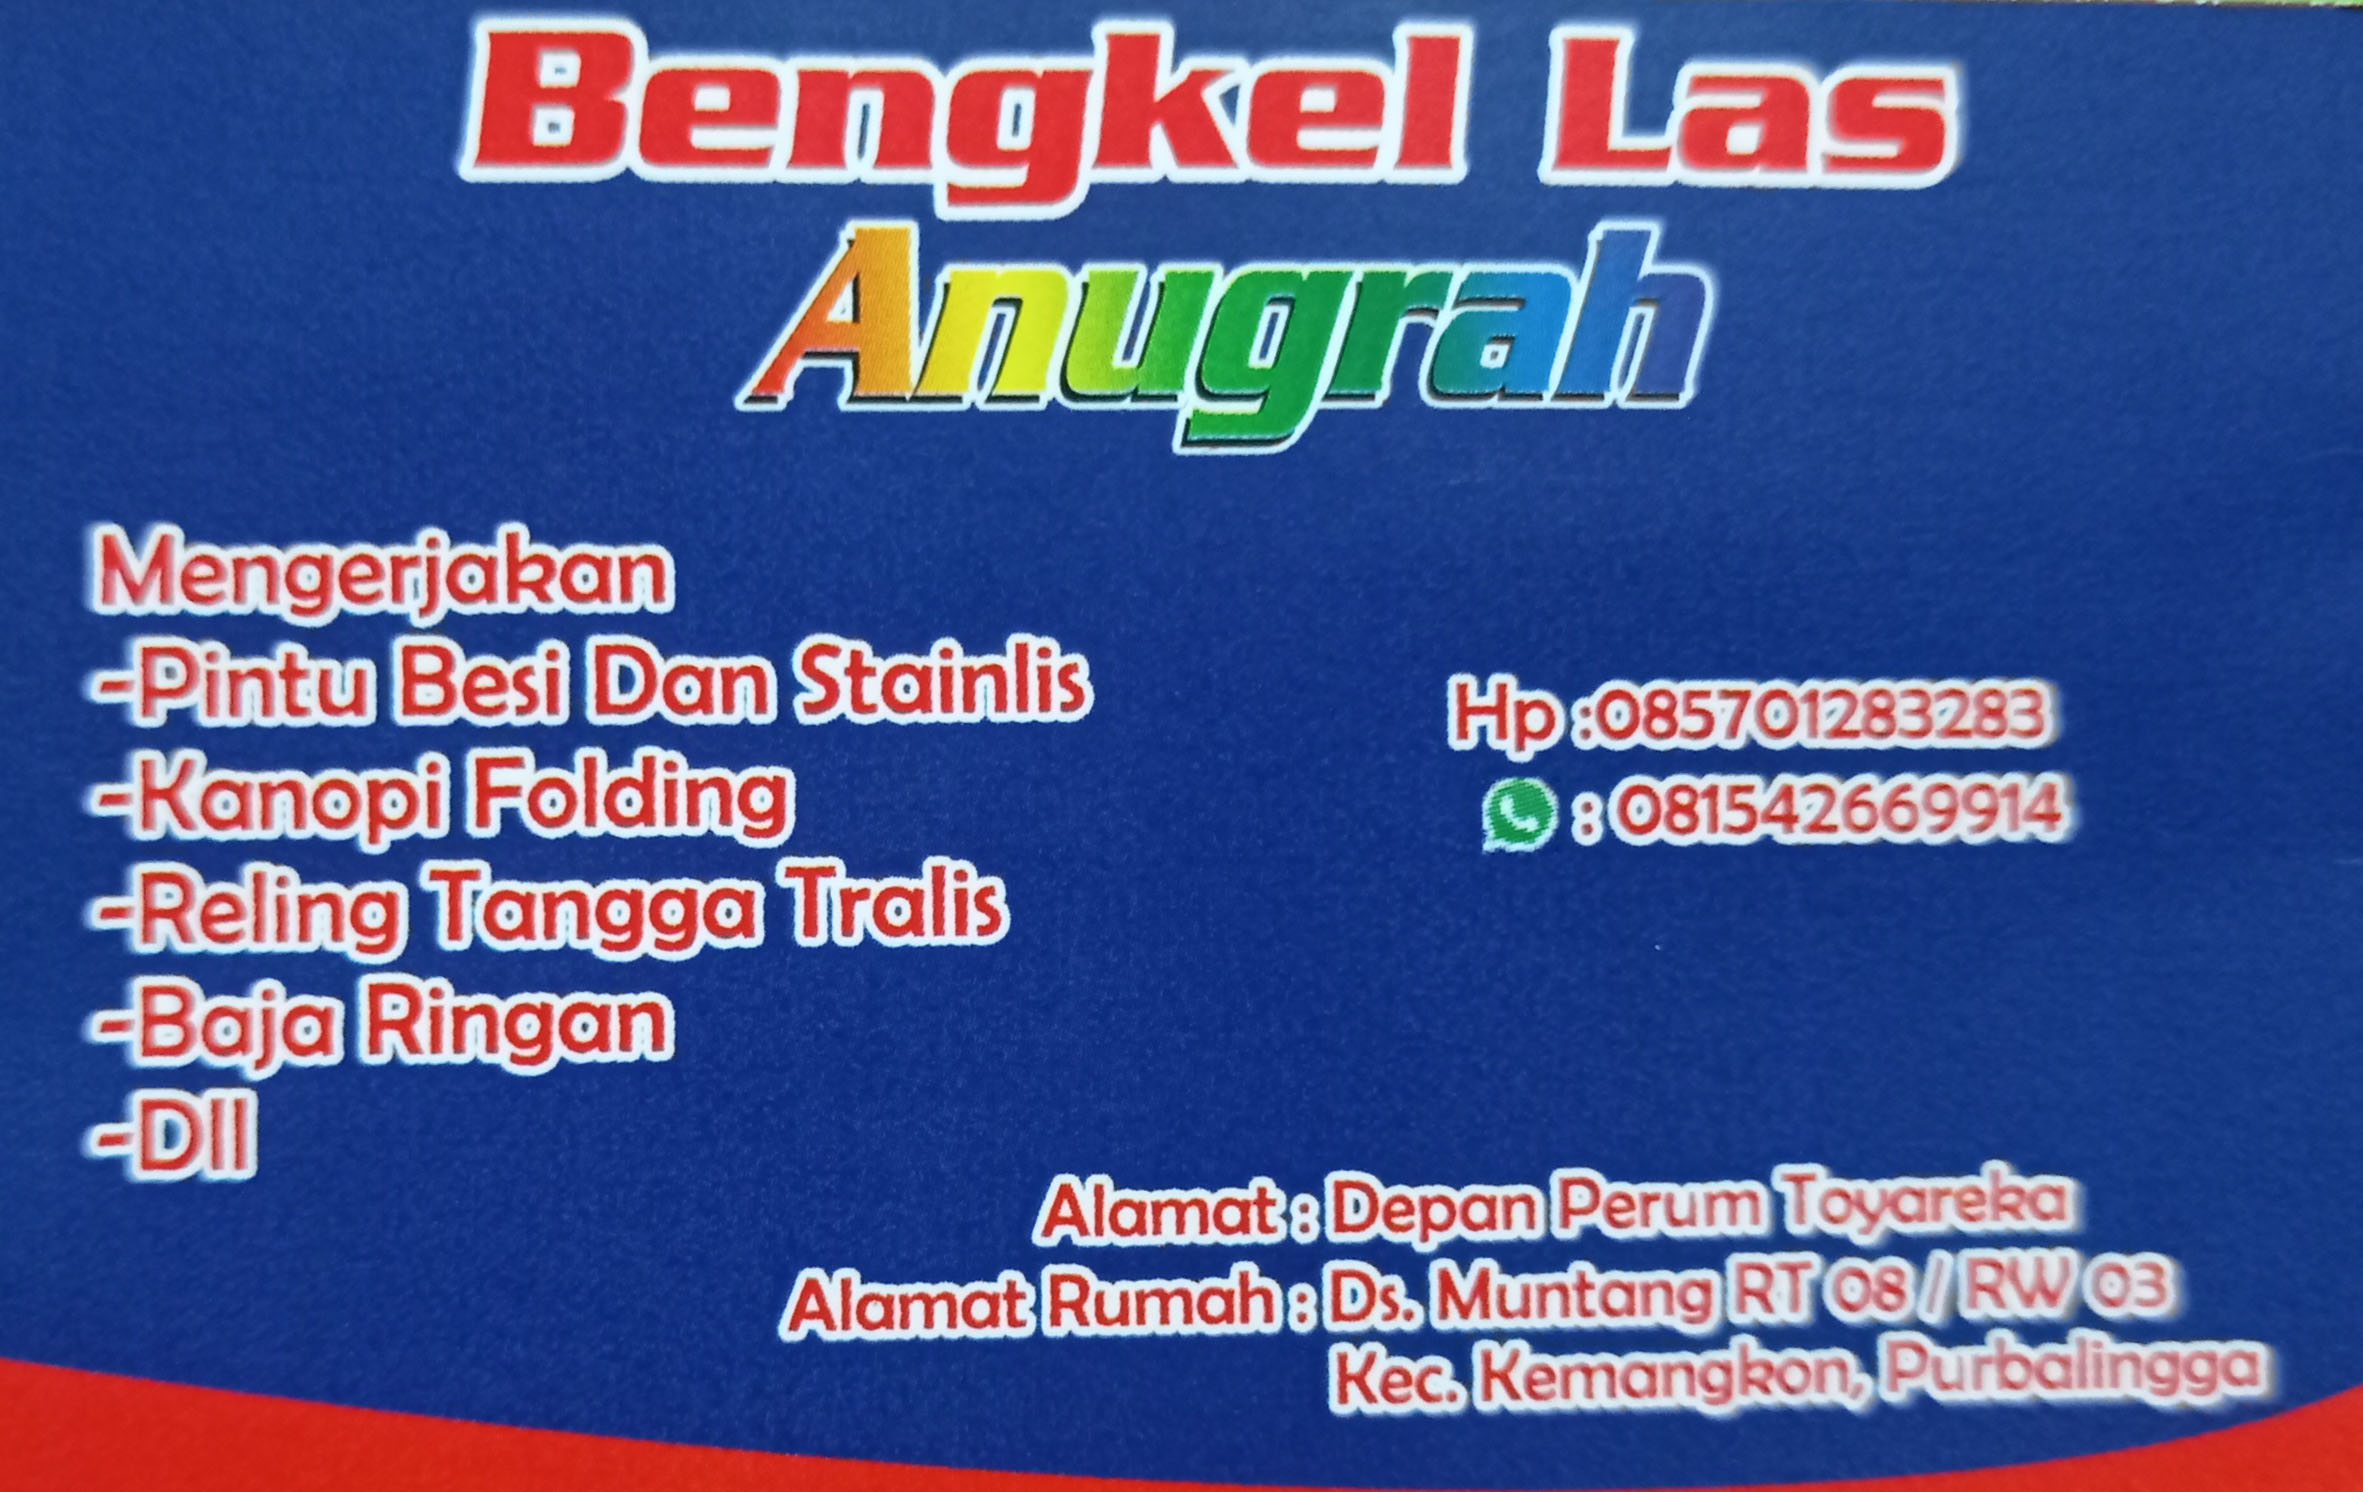 Bengkel Las
Anugrah
Mengerjakan
-Pintu Besi Dan Stainlis
-Kanopi Folding
-Reling Tangga Tralis
-Baja Ringan
-Dll
Hp :085701283283
: 081542669914
Alamat : Depan Perum Toyareka
Alamat Rumah : Ds. Muntang RT 08 / RW 03
Kec. Kemangkon, Purbalingga